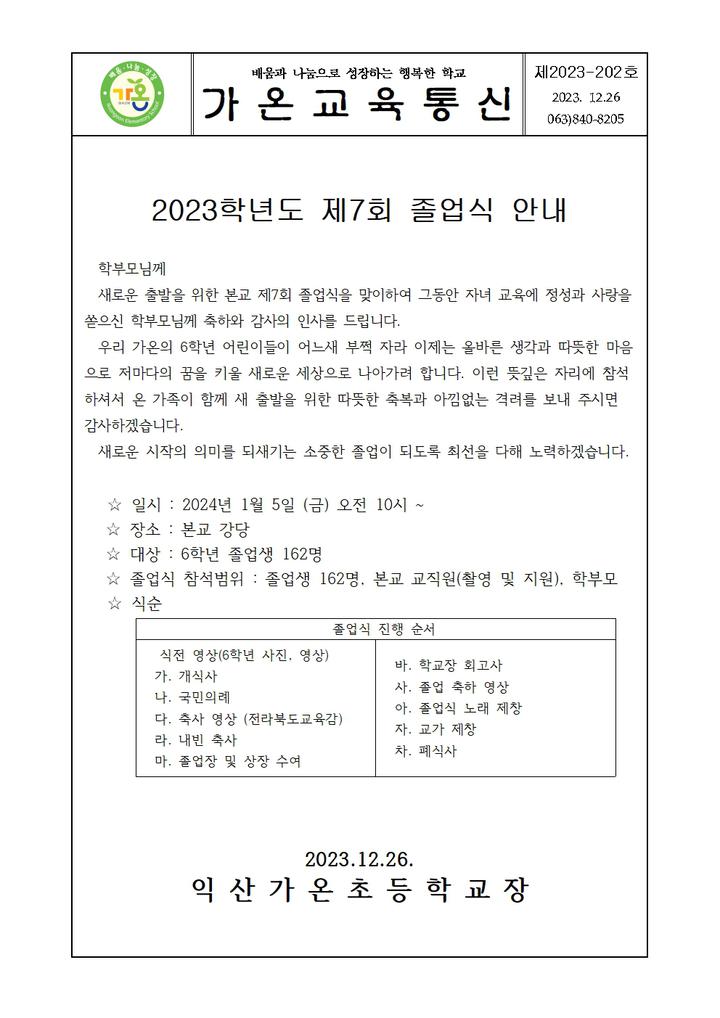 배움·나눔·성장
가온
배움과 나눔으로 성장하는 행복한 학교
가 온 교 육 통 신
제2023-202호
2023. 12.26
063)840-8205
2023학년도 제7회 졸업식 안내
학부모님께
새로운 출발을 위한 본교 제7회 졸업식을 맞이하여 그동안 자녀 교육에 정성과 사랑을
쏟으신 학부모님께 축하와 감사의 인사를 드립니다.
우리 가온의 6학년 어린이들이 어느새 부쩍 자라 이제는 올바른 생각과 따뜻한 마음
으로 저마다의 꿈을 키울 새로운 세상으로 나아가려 합니다. 이런 뜻깊은 자리에 참석
하셔서 온 가족이 함께 새 출발을 위한 따뜻한 축복과 아낌없는 격려를 보내 주시면
감사하겠습니다.
새로운 시작의 의미를 되새기는 소중한 졸업이 되도록 최선을 다해 노력하겠습니다.
☆ 일시 : 2024년 1월 5일 (금) 오전 10시 ~
☆ 장소 : 본교 강당
☆ 대상 : 6학년 졸업생 162명
☆ 졸업식 참석범위 : 졸업생 162명, 본교 교직원(촬영 및 지원), 학부모
☆ 식순
졸업식 진행 순서
식전 영상(6학년 사진, 영상)
가. 개식사
나. 국민의례
다. 축사 영상 (전라북도교육감)
라. 내빈 축사
마. 졸업장 및 상장 수여
바. 학교장 회고사
사. 졸업 축하 영상
아. 졸업식 노래 제창
자. 교가 제창
차. 폐식사
2023.12.26.
익 산 가 온 초 등 학 교 장